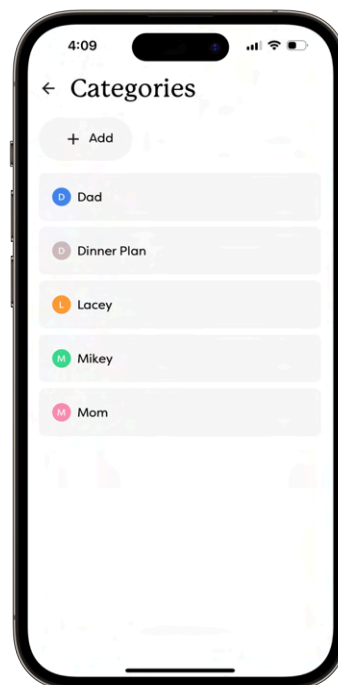 4:09
← Categories
+ Add
D Dad
D Dinner Plan
L Lacey
M Mikey
M Mom